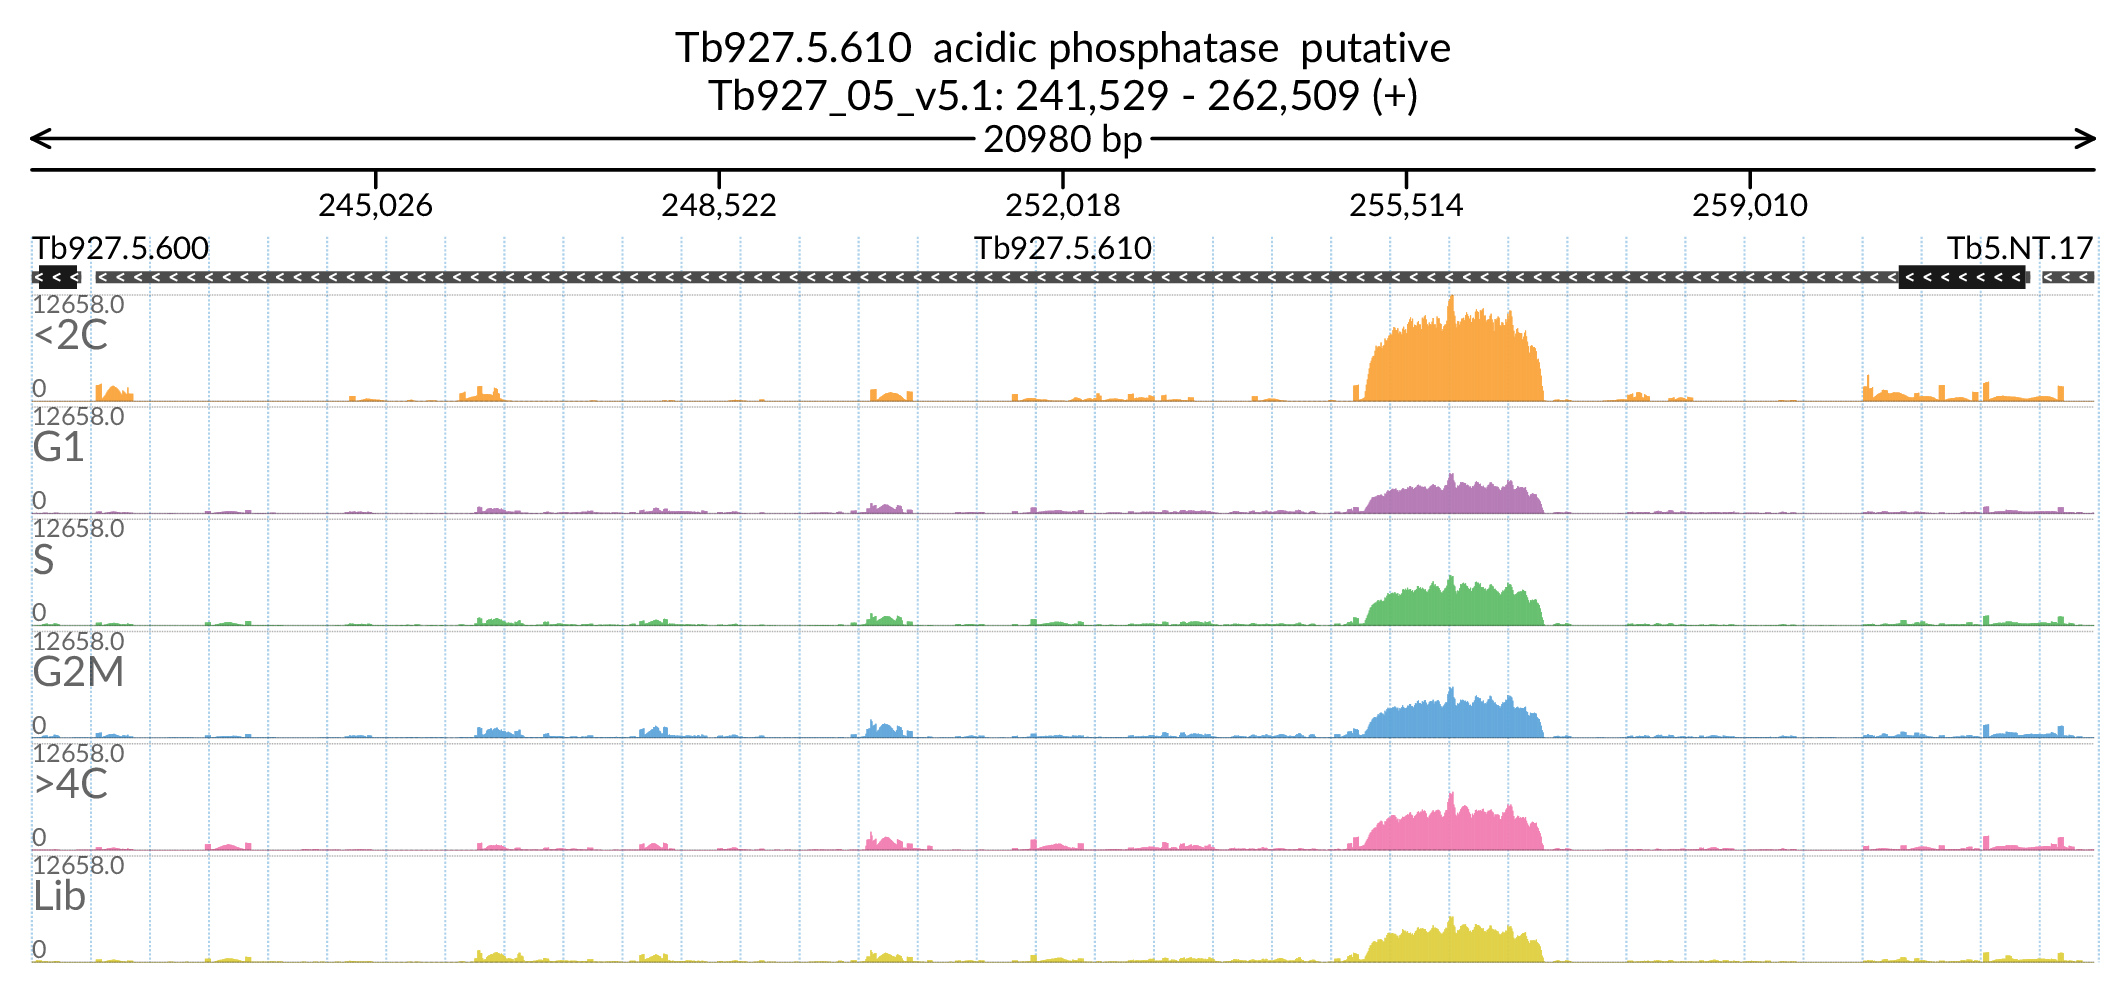 Tb927.5.610  acidic phosphatase  putative
Tb927_05_v5.1: 241,529 - 262,509 (+)
20980 bp
245,026 248,522 252,018 255,514 259,010
Tb927.5.600 Tb927.5.610 Tb5.NT.17
12658.0
<2C
0
12658.0
G1
0
12658.0
S
0
12658.0
G2M
0
12658.0
>4C
0
12658.0
Lib
0